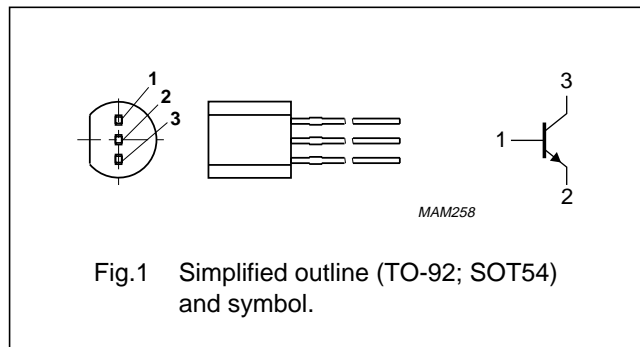 1
2
3
3
1
2
MAM258
Fig.1 Simplified outline (TO-92; SOT54)
and symbol.